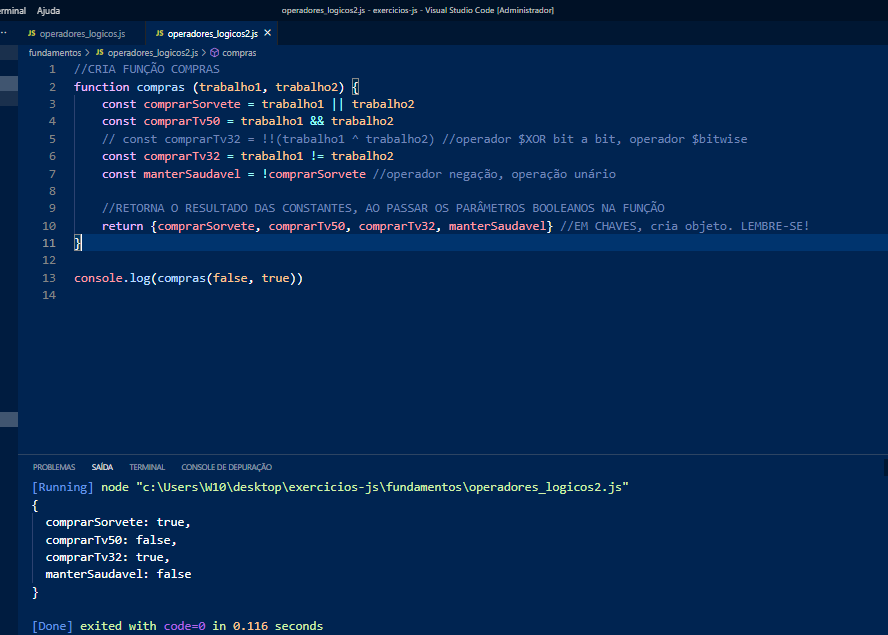 erminal Ajuda operadores_logicos2.js - exercicios-js - Visual Studio Code [Administrador]
JS operadores_logicos.js JS operadores_logicos2.js ×
fundamentos > JS operadores_logicos2.js > compras
1 //CRIA FUNÇÃO COMPRAS
2 function compras (trabalho1, trabalho2) {
3 const comprarSorvete = trabalho1 || trabalho2
4 const comprarTv50 = trabalho1 && trabalho2
5 // const comprarTv32 = !!(trabalho1 ^ trabalho2) //operador $XOR bit a bit, operador $bitwise
6 const comprarTv32 = trabalho1 != trabalho2
7 const manterSaudavel = !comprarSorvete //operador negação, operação unário
8
9 //RETORNA O RESULTADO DAS CONSTANTES, AO PASSAR OS PARÂMETROS BOOLEANOS NA FUNÇÃO
10 return {comprarSorvete, comprarTv50, comprarTv32, manterSaudavel} //EM CHAVES, cria objeto. LEMBRE-SE!
11 }
12
13 console.log(compras(false, true))
14
PROBLEMAS SAÍDA TERMINAL CONSOLE DE DEPURAÇÃO
[Running] node "c:\Users\W10\desktop\exercicios-js\fundamentos\operadores_logicos2.js"
{
comprarSorvete: true,
comprarTv50: false,
comprarTv32: true,
manterSaudavel: false
}
[Done] exited with code=0 in 0.116 seconds